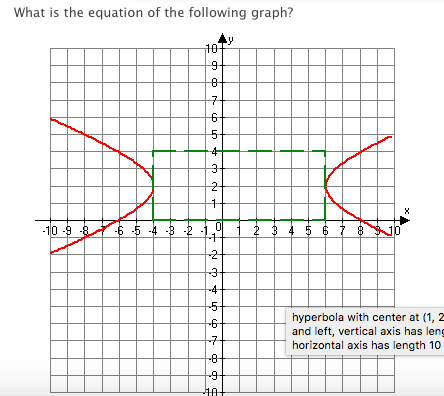 What is the equation of the following graph?
y
10
9
8
7
6
5
4
3
2
1
x
-10 -9 -8 -6 -5 -4 -3 -2 -1 0 1 2 3 4 5 6 7 8 9 10
-1
-2
-3
-4
-5
-6
-7
-8
-9
-10
hyperbola with center at (1, 2
and left, vertical axis has
horizontal axis has length 10